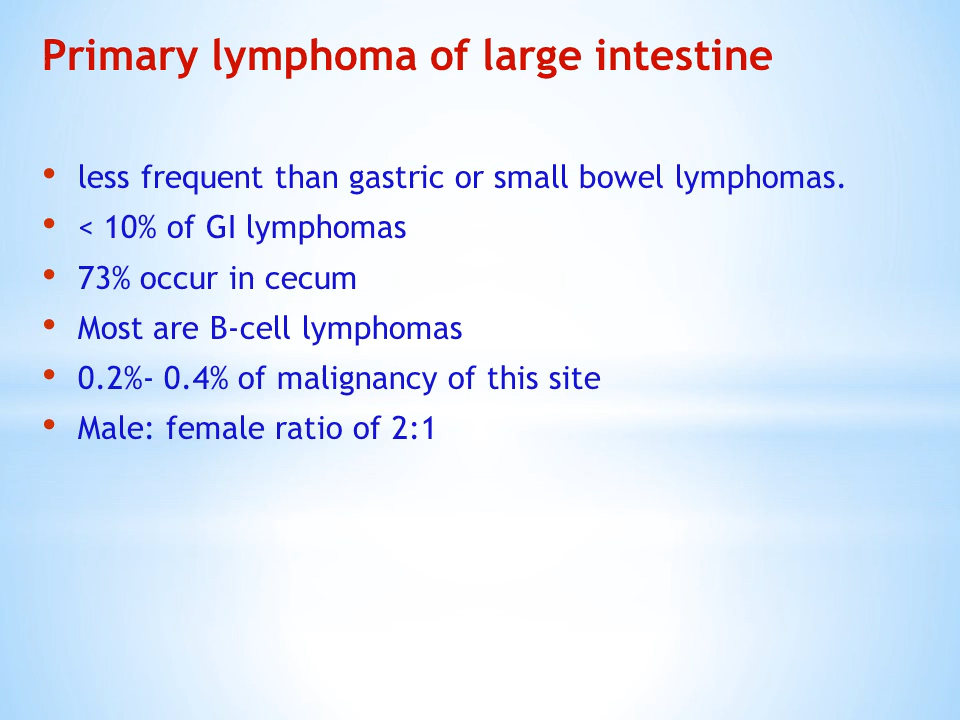 Primary lymphoma of large intestine
• less frequent than gastric or small bowel lymphomas.
• < 10% of GI lymphomas
• 73% occur in cecum
• Most are B-cell lymphomas
• 0.2%- 0.4% of malignancy of this site
• Male: female ratio of 2:1